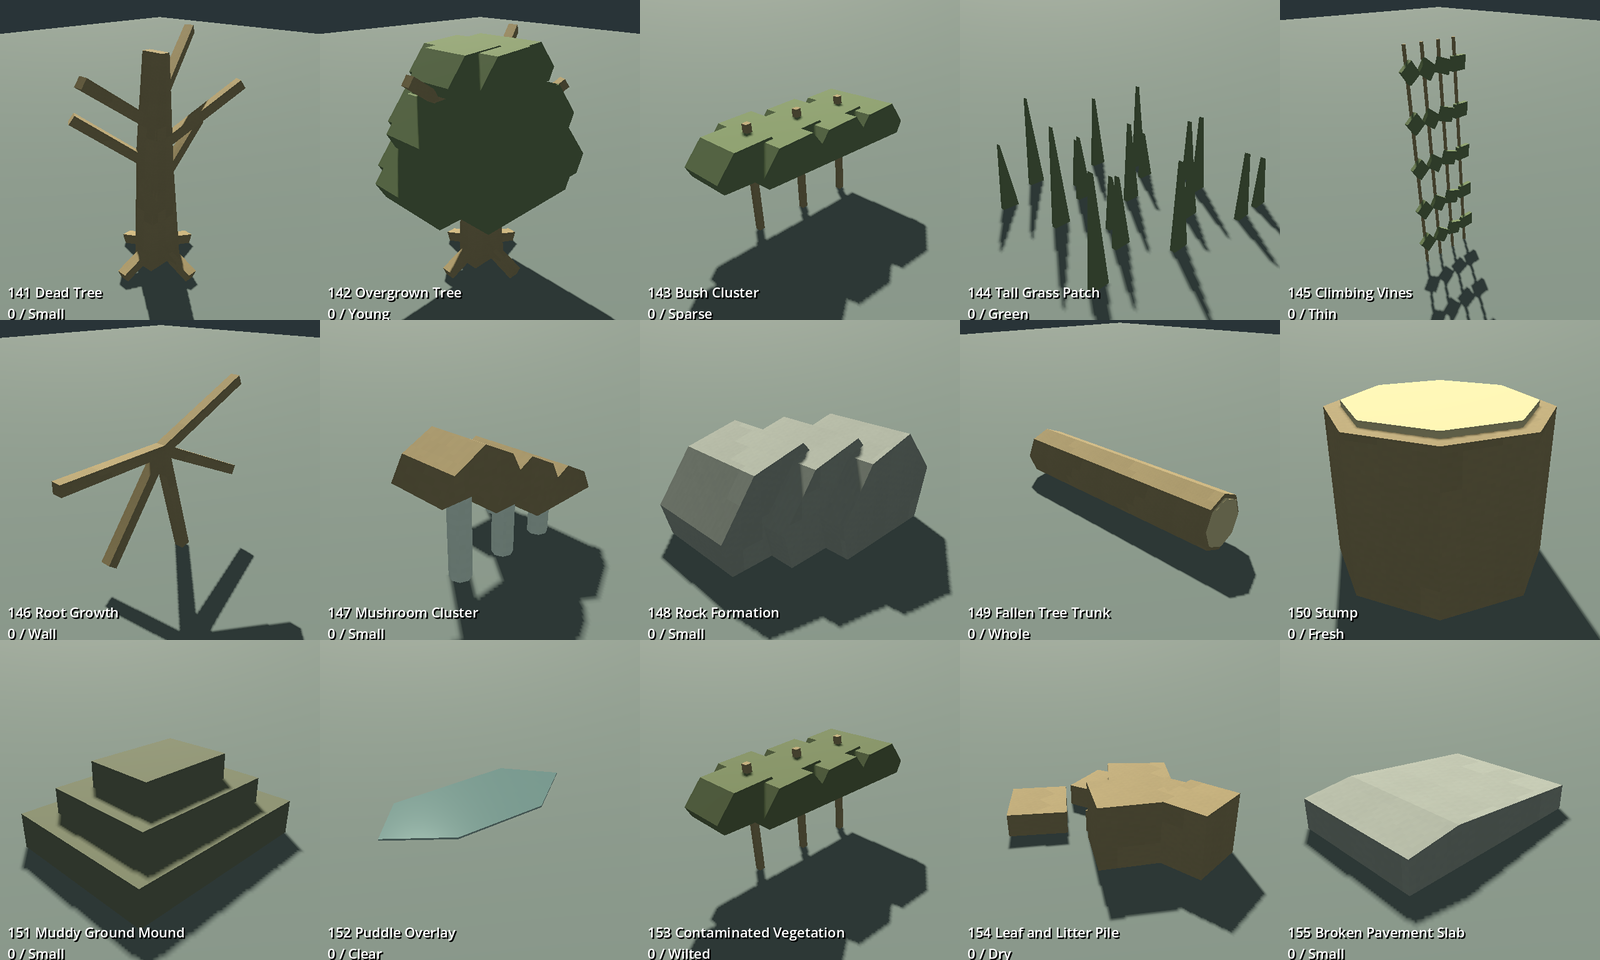 141 Dead Tree
0 / Small
142 Overgrown Tree
0 / Young
143 Bush Cluster
0 / Sparse
144 Tall Grass Patch
0 / Green
145 Climbing Vines
0 / Thin
146 Root Growth
0 / Wall
147 Mushroom Cluster
0 / Small
148 Rock Formation
0 / Small
149 Fallen Tree Trunk
0 / Whole
150 Stump
0 / Fresh
151 Muddy Ground Mound
0 / Small
152 Puddle Overlay
0 / Clear
153 Contaminated Vegetation
0 / Wilted
154 Leaf and Litter Pile
0 / Dry
155 Broken Pavement Slab
0 / Small